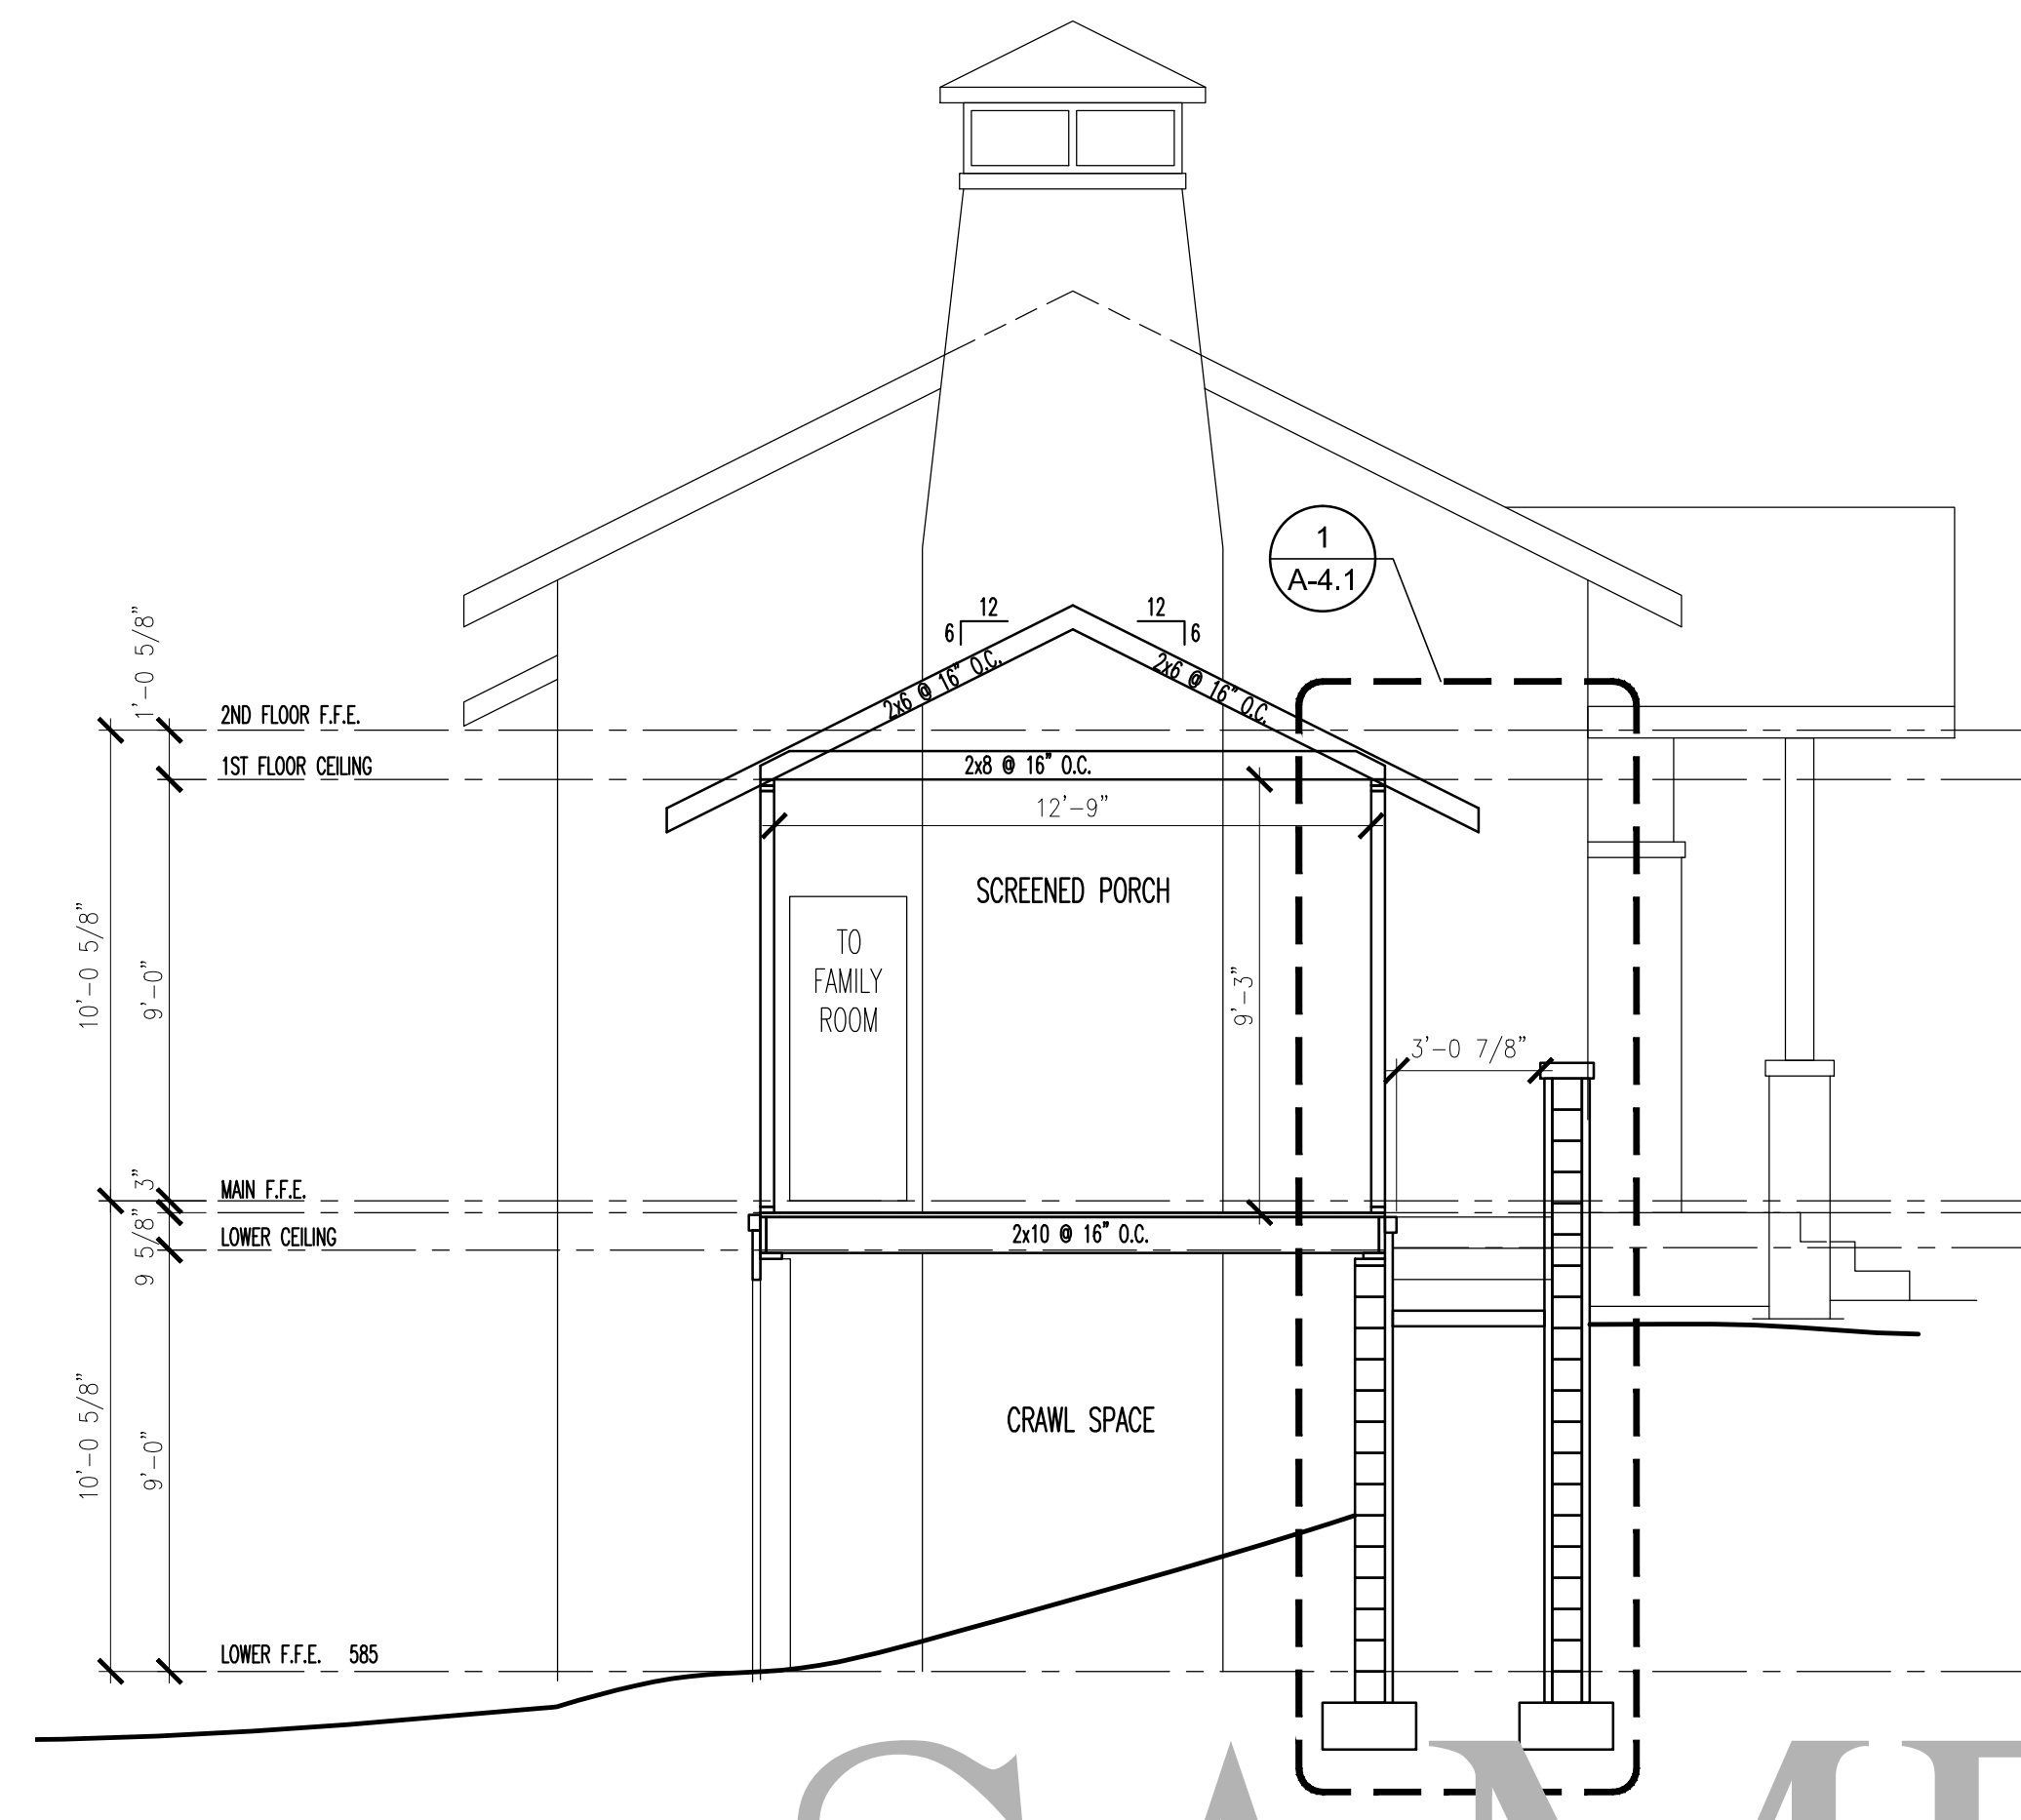 1
A-4.1
12
6
12
6
2x6 @ 16" O.C.
2x6 @ 16" O.C.
1'-0 5/8"
2ND FLOOR F.F.E.
1ST FLOOR CEILING
2x8 @ 16" O.C.
12'-9"
SCREENED PORCH
TO
FAMILY
ROOM
10'-0 5/8"
9'-0"
9'-3"
3'-0 7/8"
3"
MAIN F.F.E.
9 5/8"
LOWER CEILING
2x10 @ 16" O.C.
CRAWL SPACE
10'-0 5/8"
9'-0"
LOWER F.F.E. 585